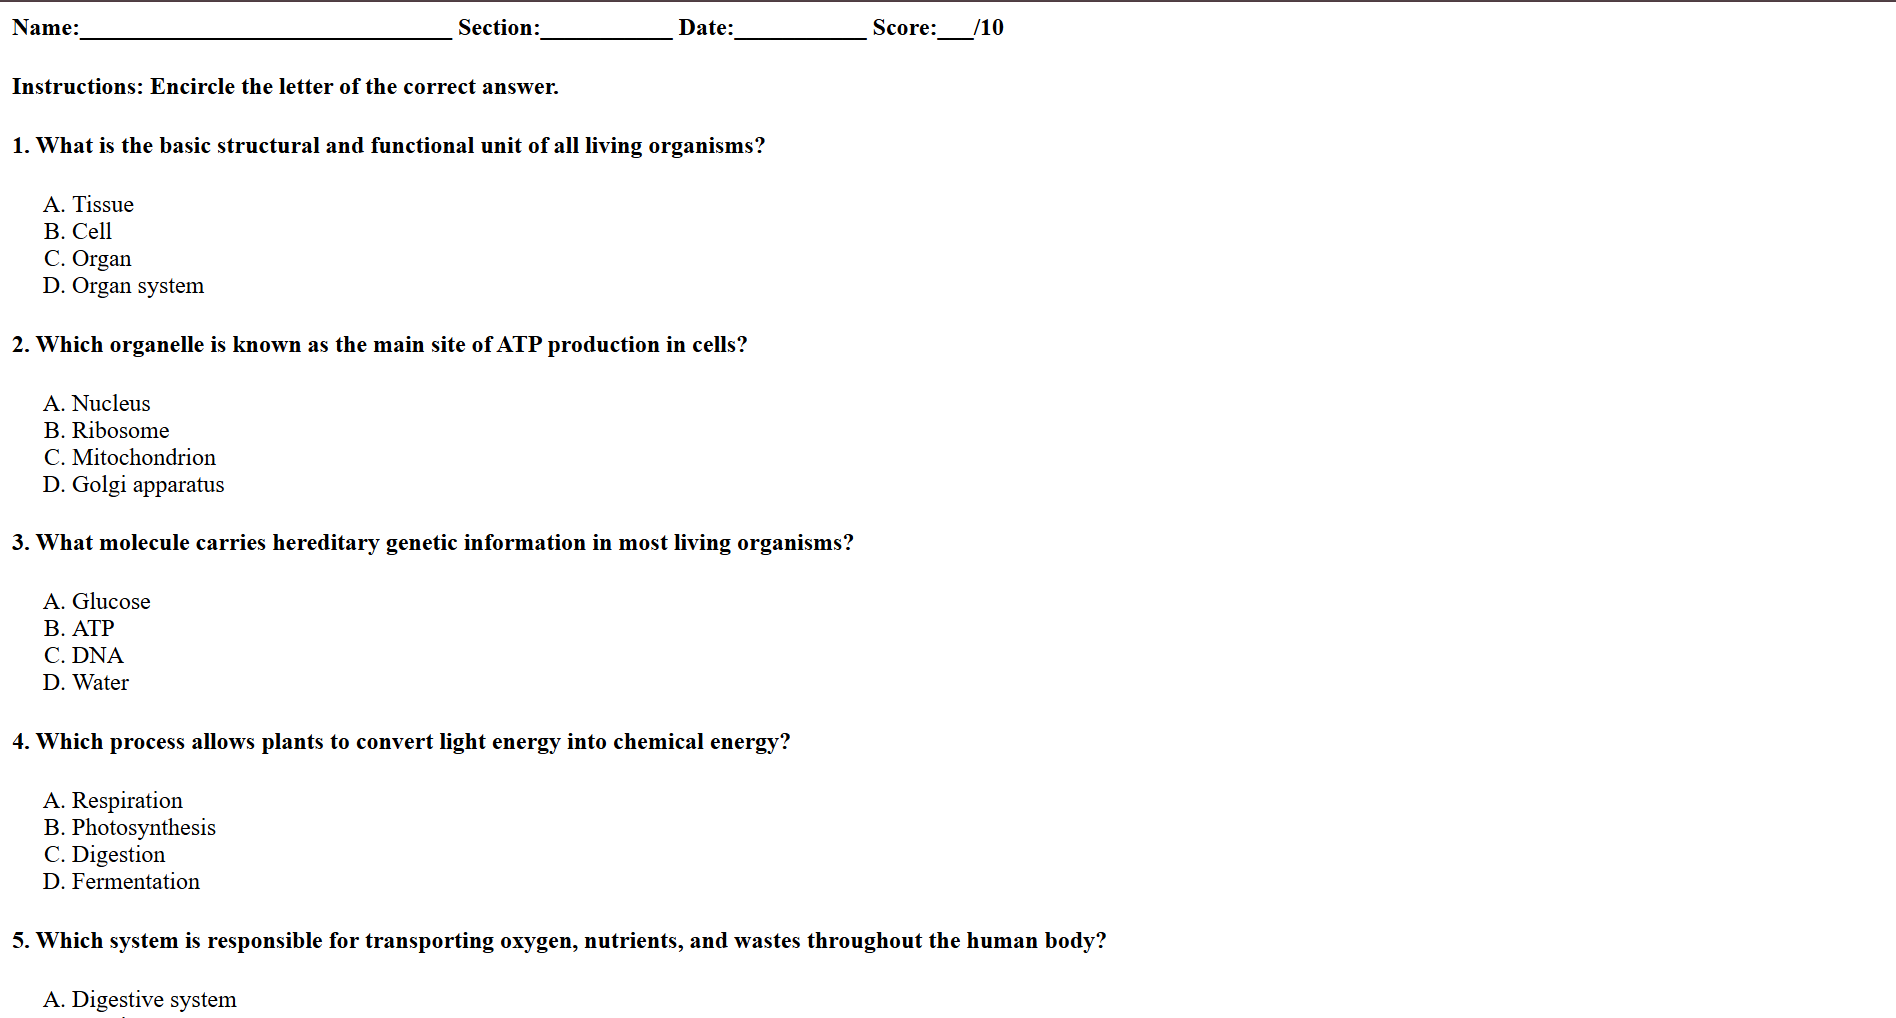 Name:_______________________________ Section:___________ Date:___________ Score:___/10
Instructions: Encircle the letter of the correct answer.
1. What is the basic structural and functional unit of all living organisms?
A. Tissue
B. Cell
C. Organ
D. Organ system
2. Which organelle is known as the main site of ATP production in cells?
A. Nucleus
B. Ribosome
C. Mitochondrion
D. Golgi apparatus
3. What molecule carries hereditary genetic information in most living organisms?
A. Glucose
B. ATP
C. DNA
D. Water
4. Which process allows plants to convert light energy into chemical energy?
A. Respiration
B. Photosynthesis
C. Digestion
D. Fermentation
5. Which system is responsible for transporting oxygen, nutrients, and wastes throughout the human body?
A. Digestive system